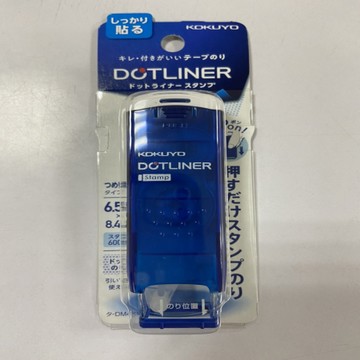 しっかり
貼る
KOKUYO
キレ・付きがいいテープのり
DOTLINER
ドットライナー スタンプ
KOKUYO
DOTLINER
Stamp
押すだけスタンプのり
つめ
6.5
8.4
600
のり位置